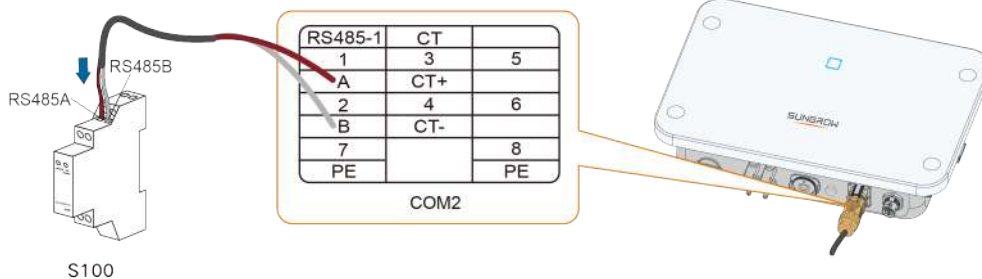 RS485B
RS485A
S100
RS485-1 CT
1 3 5
A CT+
2 4 6
B CT-
7 8
PE PE
COM2
SUNGROW